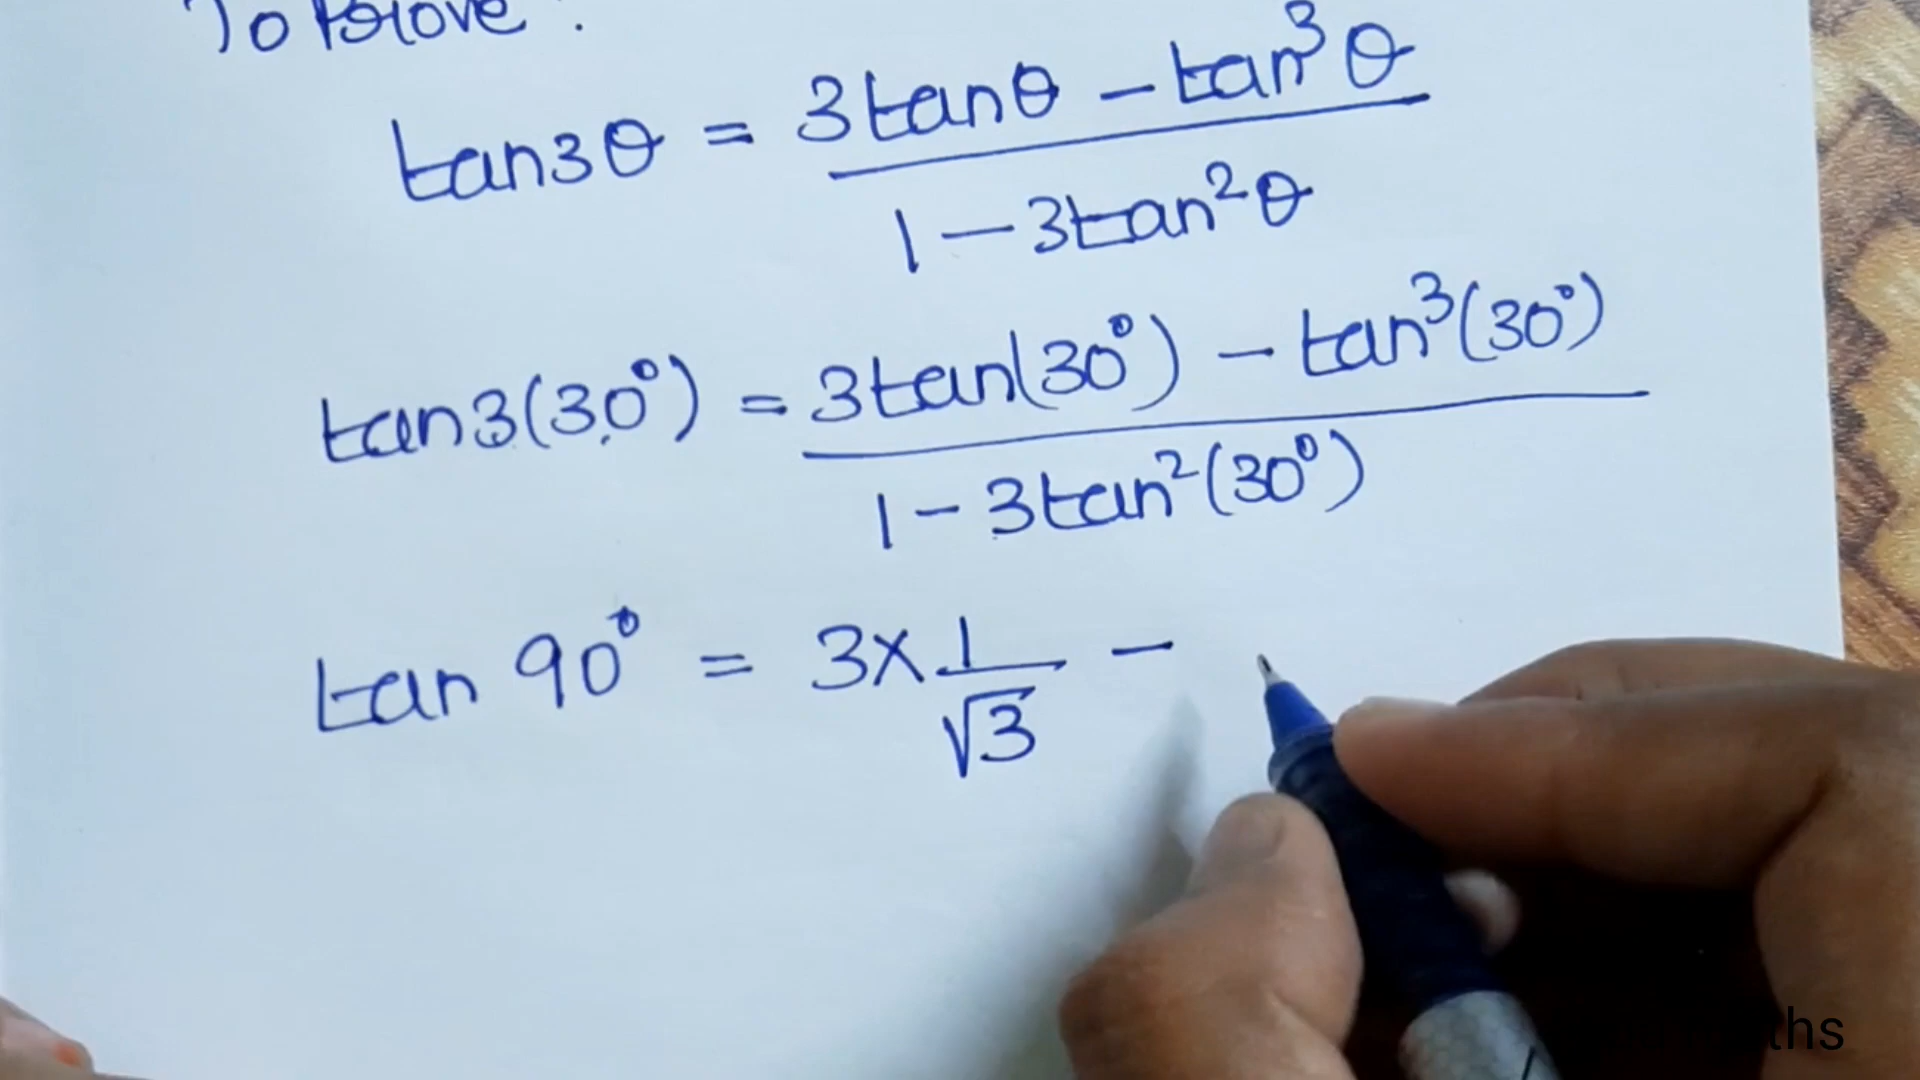 To Prove :
tan3θ = (3tanθ – tan³θ)/(1 – 3tan²θ)
tan3(30°) = (3tan(30°) – tan³(30°))/(1 – 3tan²(30°))
tan 90° = 3×1/√3 –